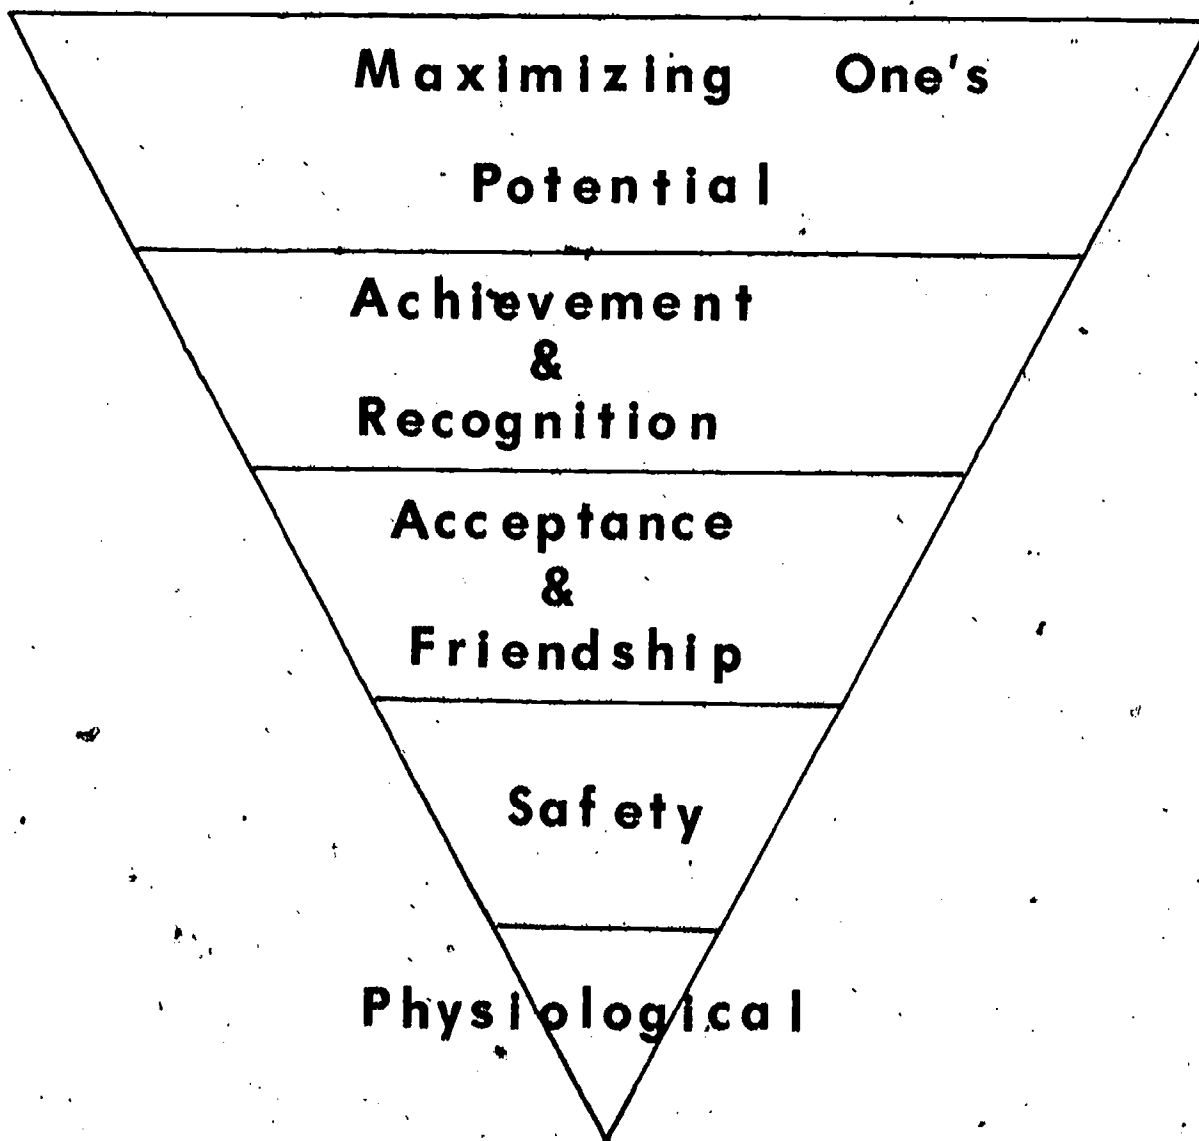 Maximizing One's
Potential
Achievement
&
Recognition
Acceptance
&
Friendship
Safety
Physiological